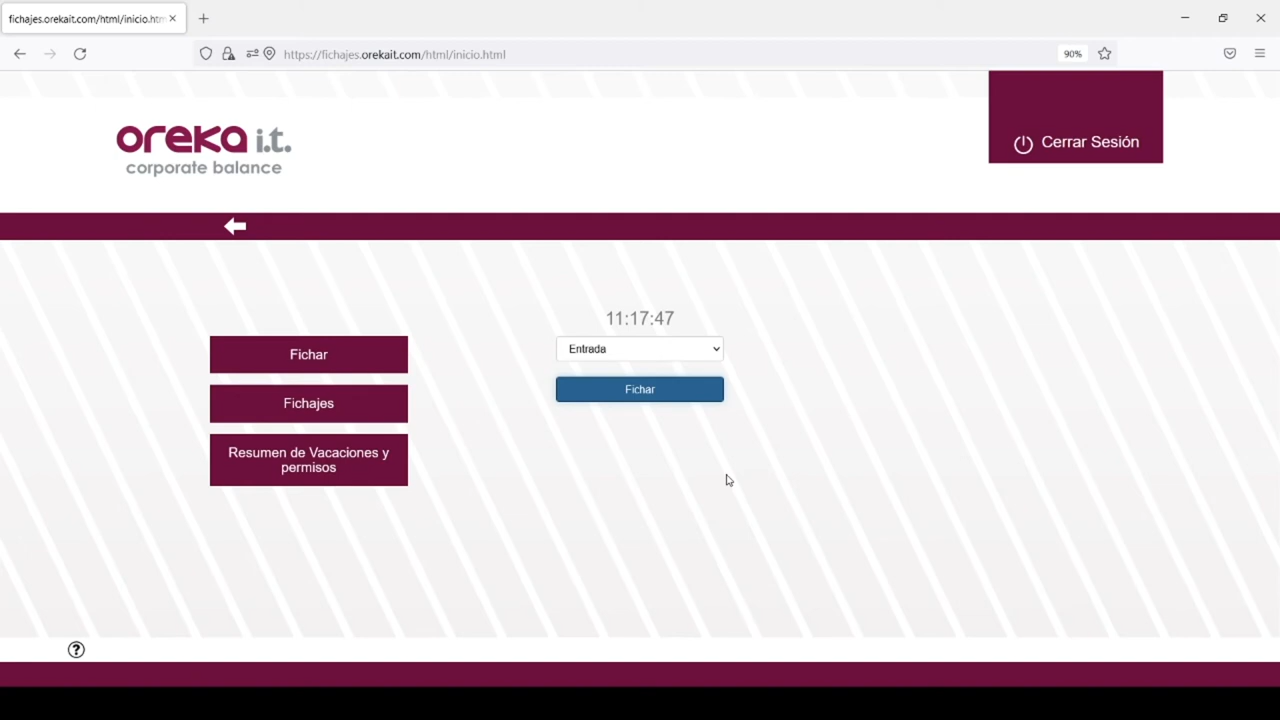 fichajes.orekait.com/html/inicio.htm
https://fichajes.orekait.com/html/inicio.html
90%
oreka i.t.
corporate balance
Cerrar Sesión
11:17:47
Entrada
Fichar
Fichar
Fichajes
Resumen de Vacaciones y
permisos
?